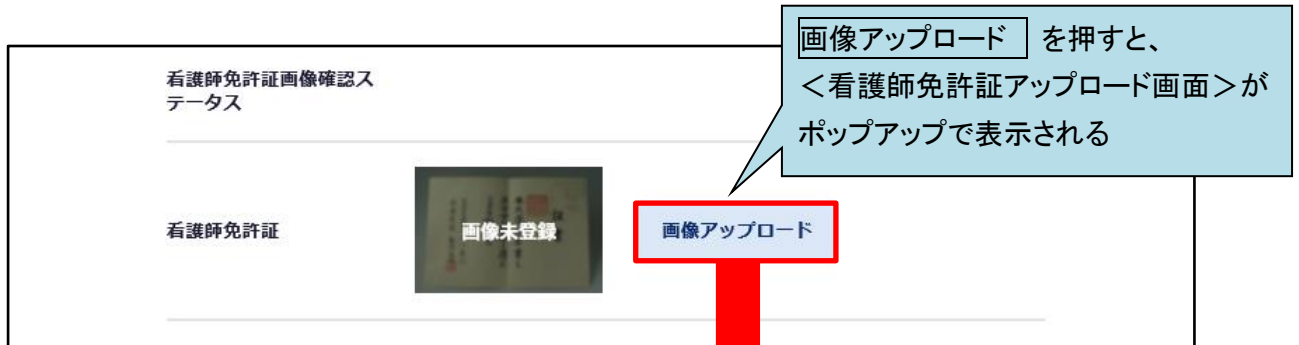 画像アップロード を押すと、
＜看護師免許証アップロード画面＞が
ポップアップで表示される
看護師免許証画像確認ス
テータス
看護師免許証
画像未登録
画像アップロード